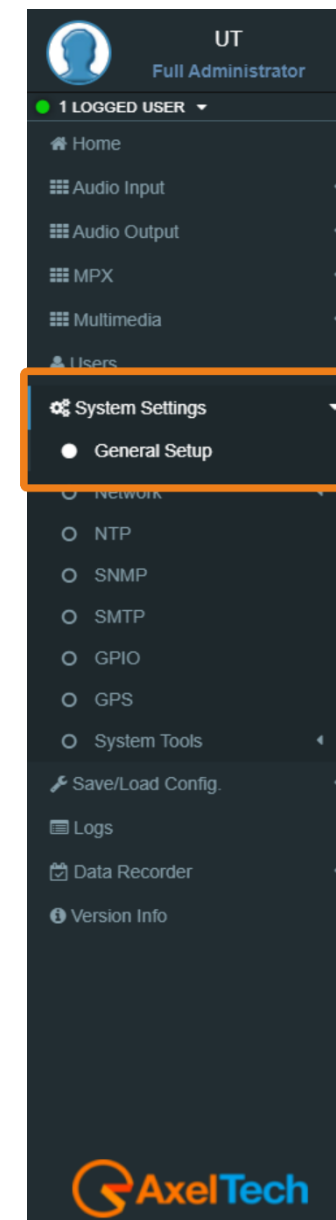 UT
Full Administrator
1 LOGGED USER
Home
Audio Input
Audio Output
MPX
Multimedia
Users
System Settings
General Setup
Network
NTP
SNMP
SMTP
GPIO
GPS
System Tools
Save/Load Config.
Logs
Data Recorder
Version Info
AxelTech